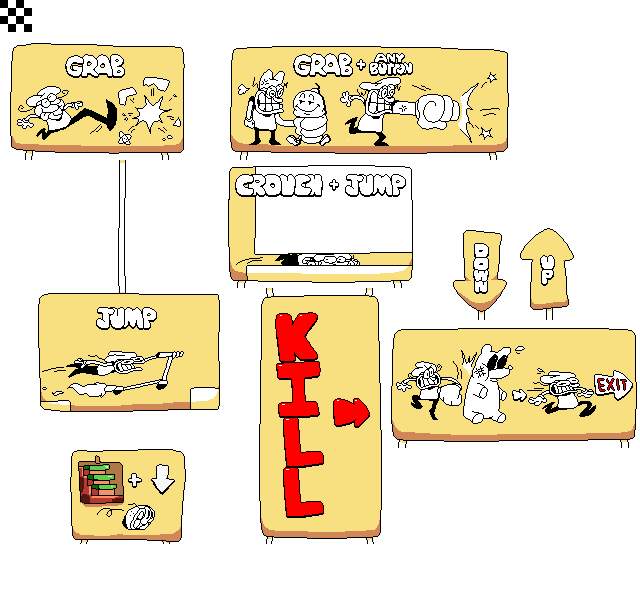 GRAB
GRAB + ANY BUTTON
CROUCH + JUMP
DOWN
UP
JUMP
KILL
EXIT
+